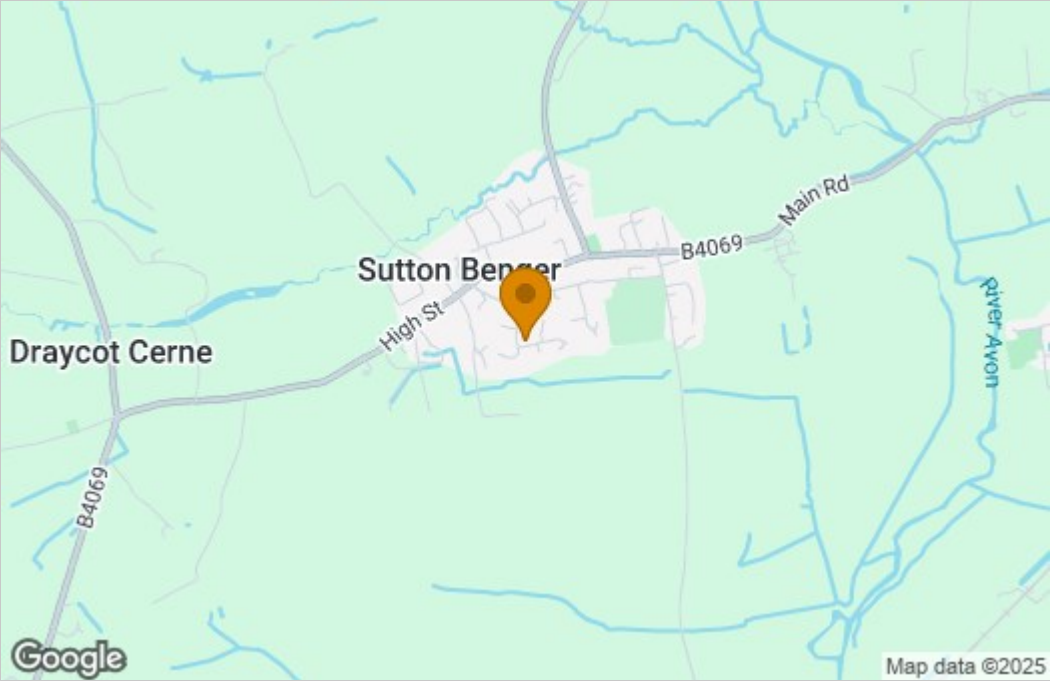 Main Rd
B4069
Sutton Benger
River Avon
High St
Draycot Cerne
B4069
Google
Map data ©2025